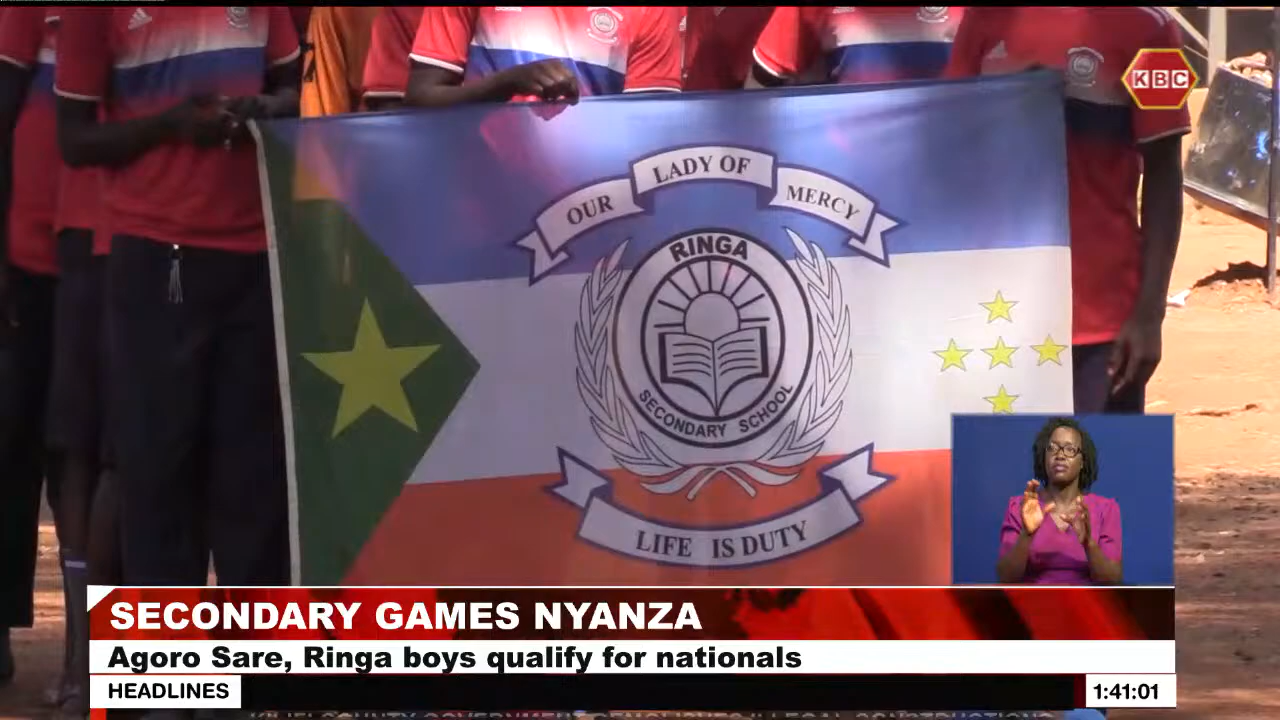 KBC
OUR LADY OF MERCY
RINGA
SECONDARY SCHOOL
LIFE IS DUTY
SECONDARY GAMES NYANZA
Agoro Sare, Ringa boys qualify for nationals
HEADLINES
1:41:01